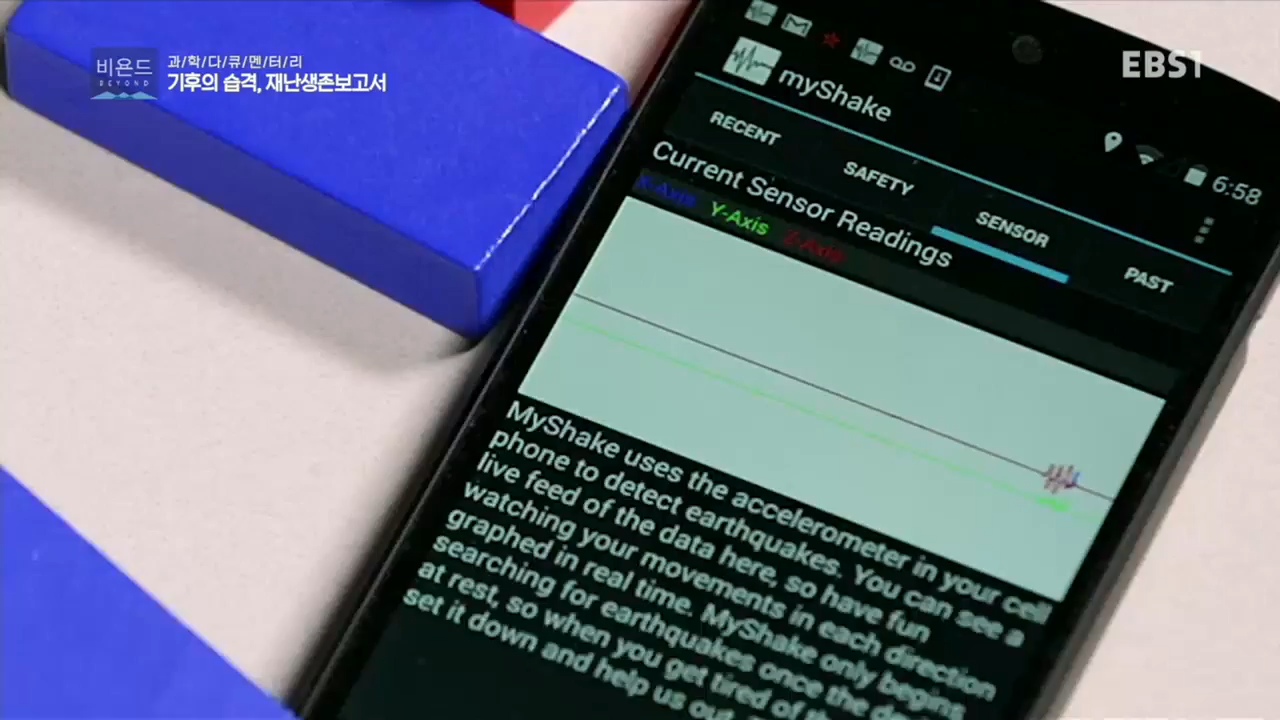 비욘드
BEYOND
과/학/다/큐/멘/터/리
기후의 습격, 재난생존보고서
EBS1
6:58
myShake
RECENT
SAFETY
SENSOR
PAST
Current Sensor Readings
X-Axis Y-Axis Z-Axis
MyShake uses the accelerometer in your cell
phone to detect earthquakes. You can see a
live feed of the data here, so have fun
watching your movements in each direction
graphed in real time. MyShake only begins
searching for earthquakes once the
at rest, so when you get tired of
set it down and help us out.